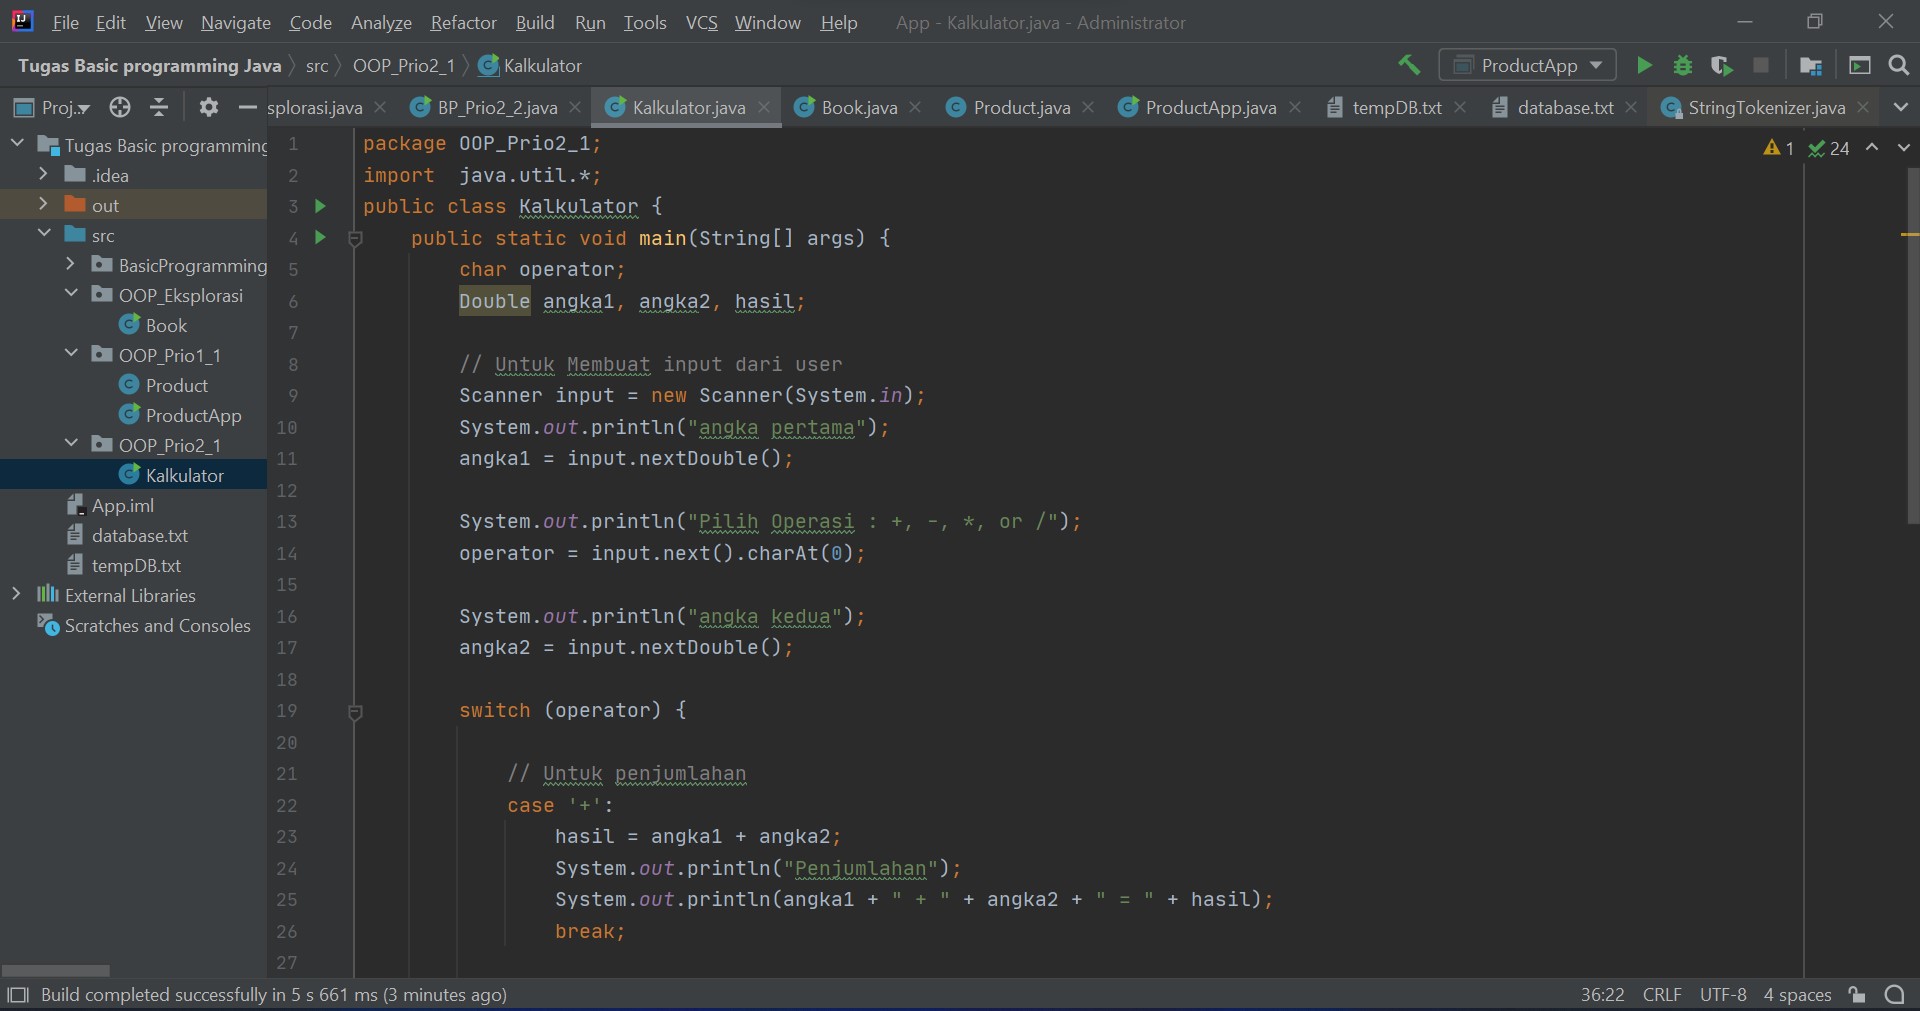 File Edit View Navigate Code Analyze Refactor Build Run Tools VCS Window Help App - Kalkulator.java - Administrator
Tugas Basic programming Java src OOP_Prio2_1 Kalkulator ProductApp
Proj... splorasi.java BP_Prio2_2.java Kalkulator.java Book.java Product.java ProductApp.java tempDB.txt database.txt StringTokenizer.java
Tugas Basic programming
.idea
out
src
BasicProgramming
OOP_Eksplorasi
Book
OOP_Prio1_1
Product
ProductApp
OOP_Prio2_1
Kalkulator
App.iml
database.txt
tempDB.txt
External Libraries
Scratches and Consoles
1 24
1 package OOP_Prio2_1;
2 import  java.util.*;
3 public class Kalkulator {
4     public static void main(String[] args) {
5         char operator;
6         Double angka1, angka2, hasil;
7
8         // Untuk Membuat input dari user
9         Scanner input = new Scanner(System.in);
10         System.out.println("angka pertama");
11         angka1 = input.nextDouble();
12
13         System.out.println("Pilih Operasi : +, -, *, or /");
14         operator = input.next().charAt(0);
15
16         System.out.println("angka kedua");
17         angka2 = input.nextDouble();
18
19         switch (operator) {
20
21             // Untuk penjumlahan
22             case '+':
23                 hasil = angka1 + angka2;
24                 System.out.println("Penjumlahan");
25                 System.out.println(angka1 + " + " + angka2 + " = " + hasil);
26                 break;
27
Build completed successfully in 5 s 661 ms (3 minutes ago) 36:22 CRLF UTF-8 4 spaces